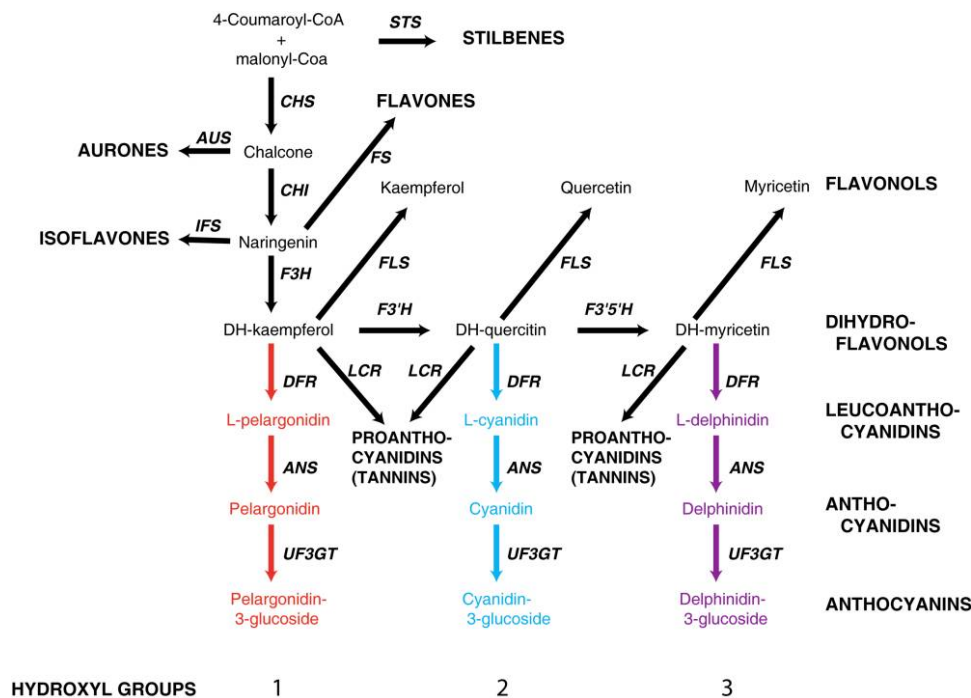 4-Coumaroyl-CoA
+
malonyl-Coa
STS
STILBENES
CHS
FLAVONES
AURONES
AUS
Chalcone
FS
CHI
Kaempferol
Quercetin
Myricetin
FLAVONOLS
ISOFLAVONES
IFS
Naringenin
F3H
FLS
FLS
FLS
DH-kaempferol
F3'H
DH-quercitin
F3'5'H
DH-myricetin
DIHYDRO-
FLAVONOLS
DFR
LCR
LCR
DFR
LCR
DFR
L-pelargonidin
L-cyanidin
L-delphinidin
LEUCOANTHO-
CYANIDINS
PROANTHO-
CYANIDINS
(TANNINS)
PROANTHO-
CYANIDINS
(TANNINS)
ANS
ANS
ANS
Pelargonidin
Cyanidin
Delphinidin
ANTHO-
CYANIDINS
UF3GT
UF3GT
UF3GT
Pelargonidin-
3-glucoside
Cyanidin-
3-glucoside
Delphinidin-
3-glucoside
ANTHOCYANINS
HYDROXYL GROUPS 1 2 3